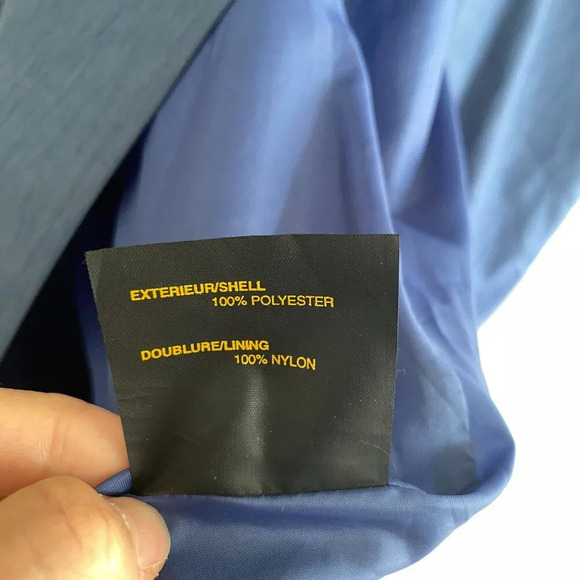 EXTERIEUR/SHELL
100% POLYESTER
DOUBLURE/LINING
100% NYLON